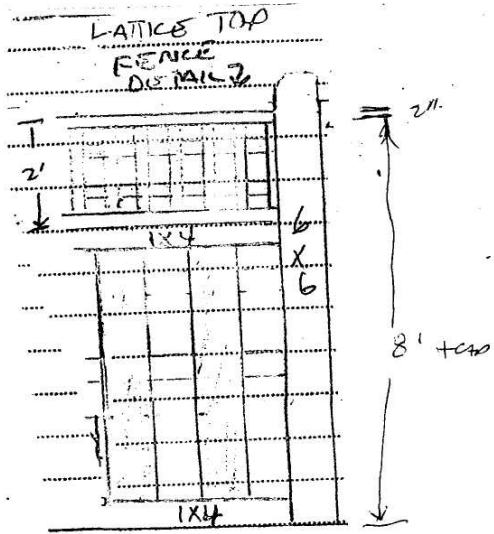 LATTICE TOP
FENCE
DETAIL
2".
2'
1X4
6
X
6
8' + CAP
1X4